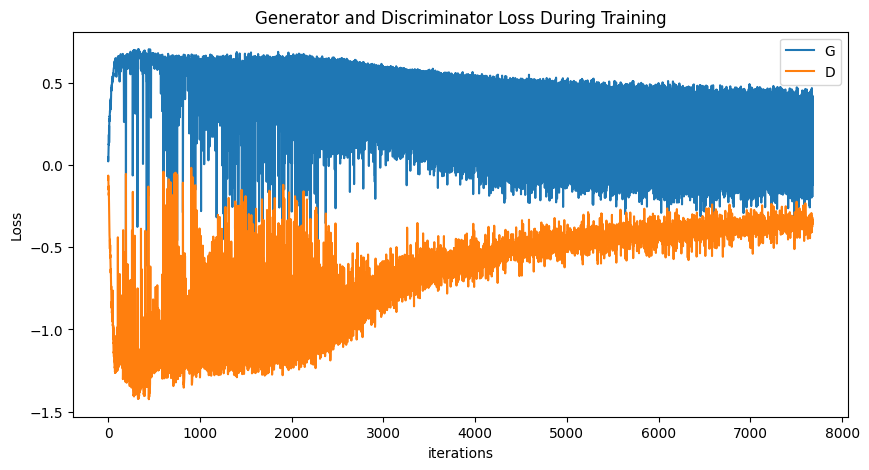 Generator and Discriminator Loss During Training
G
D
Loss
0.5
0.0
−0.5
−1.0
−1.5
0 1000 2000 3000 4000 5000 6000 7000 8000
iterations